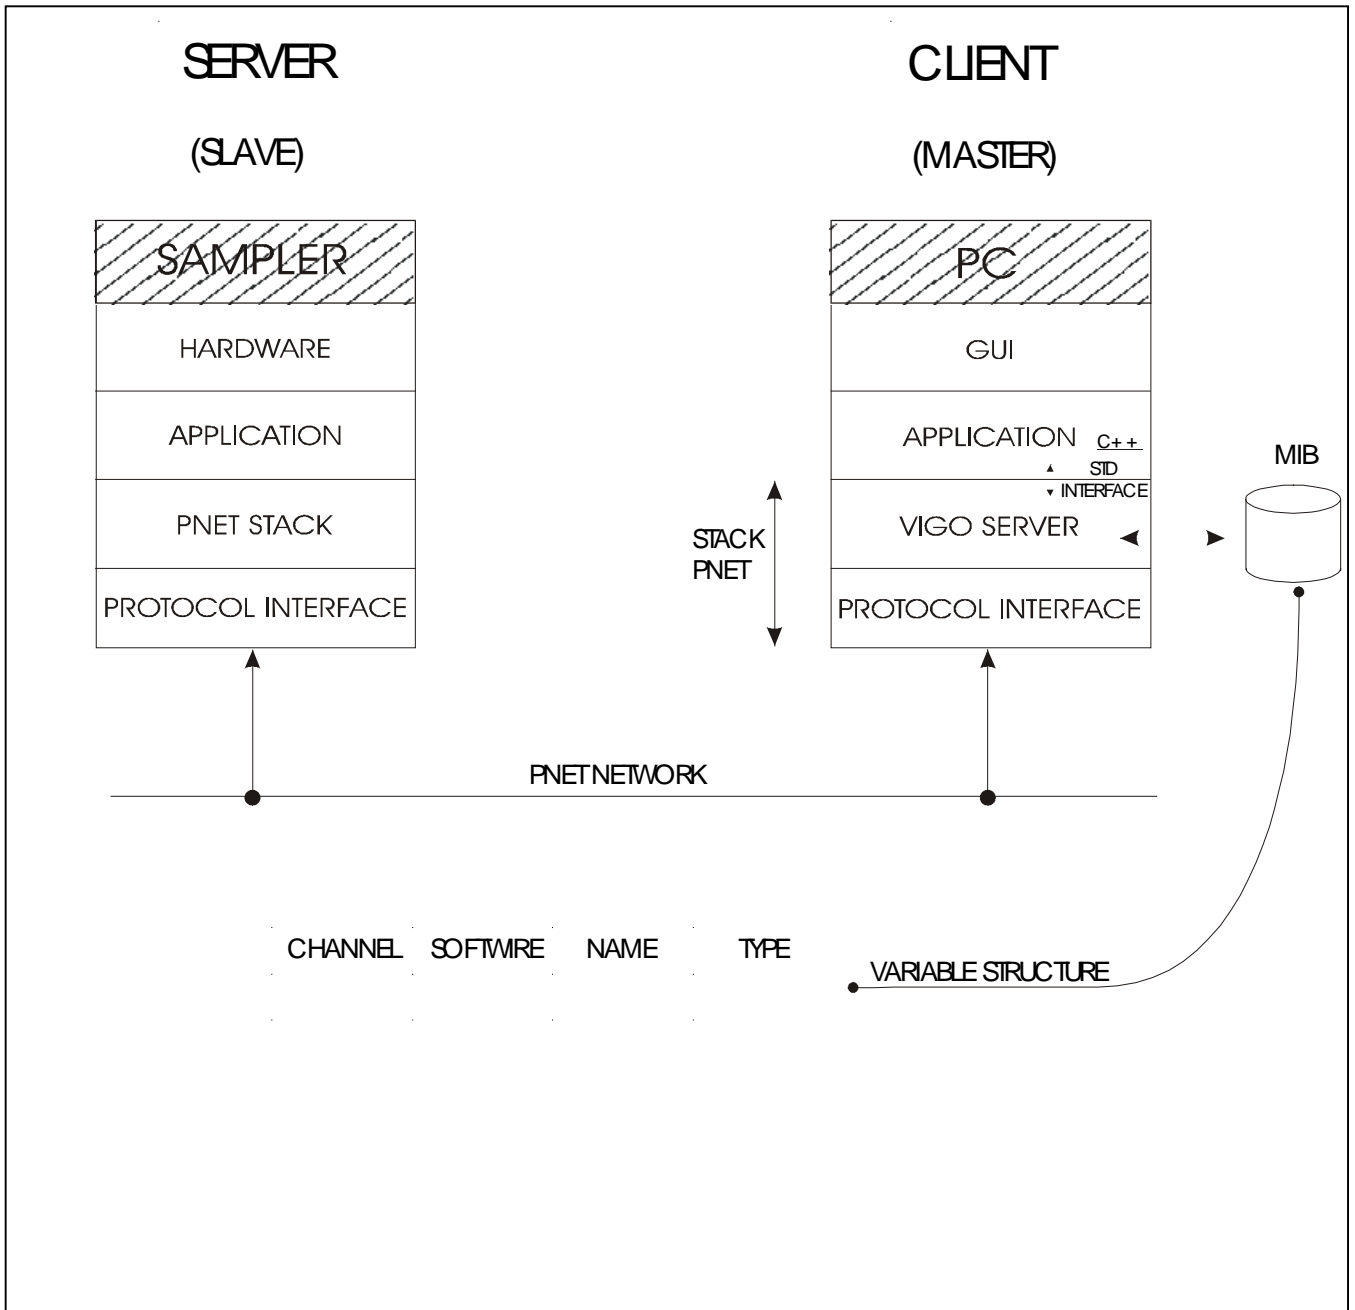 SERVER
(SLAVE)
SAMPLER
HARDWARE
APPLICATION
PNET STACK
PROTOCOL INTERFACE
CLIENT
(MASTER)
PC
GUI
APPLICATION C++
STD
INTERFACE
VIGO SERVER
PROTOCOL INTERFACE
STACK
PNET
MIB
PNET NETWORK
CHANNEL SOFTWIRE NAME TYPE
VARIABLE STRUCTURE